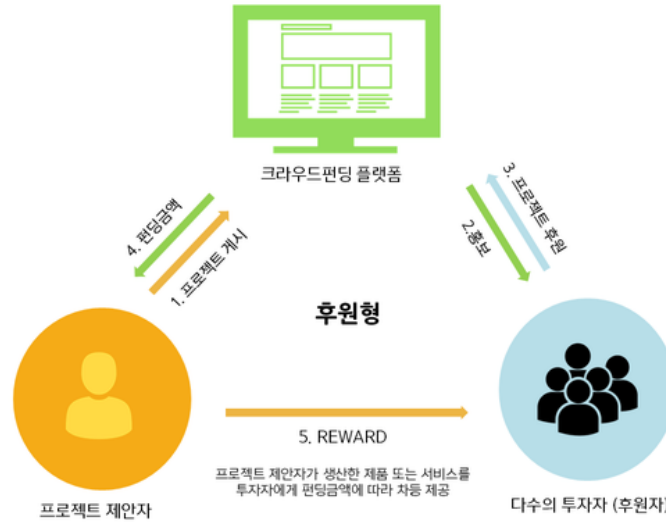 크라우드펀딩 플랫폼
4. 펀딩금액
1. 프로젝트 게시
2.홍보
3. 프로젝트 후원
후원형
5. REWARD
프로젝트 제안자가 생산한 제품 또는 서비스를
투자자에게 펀딩금액에 따라 차등 제공
프로젝트 제안자
다수의 투자자 (후원자)